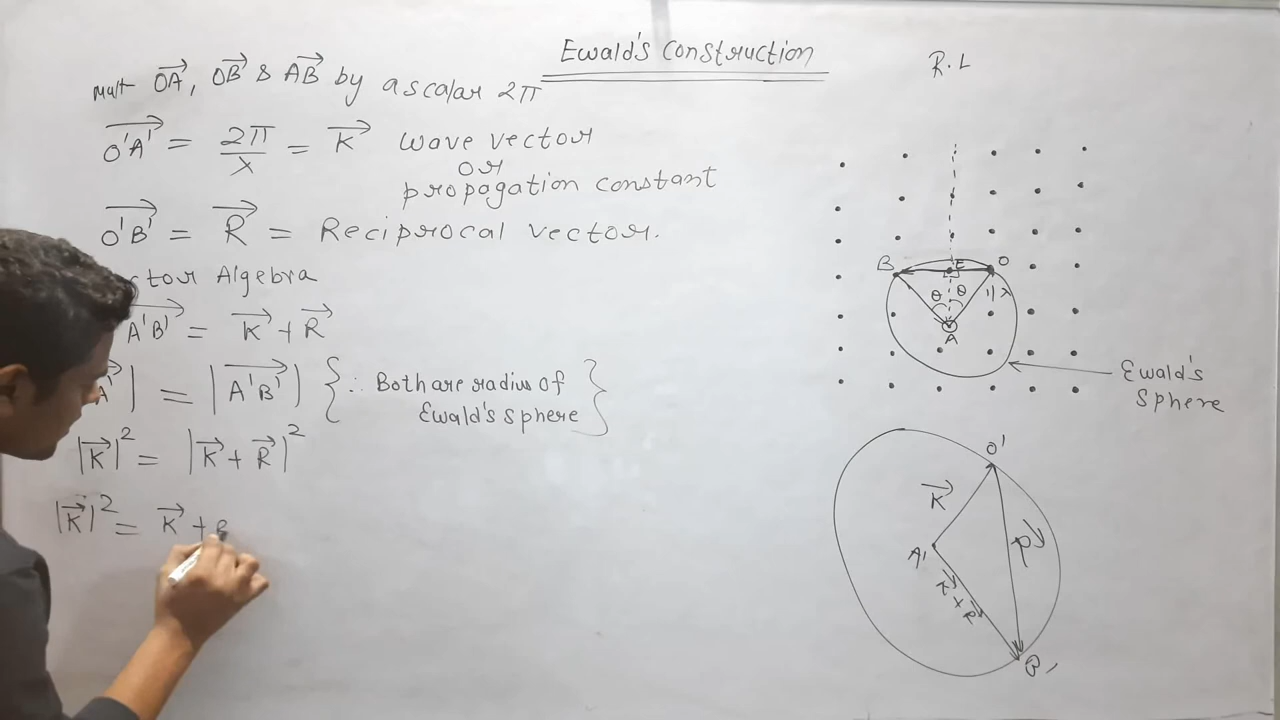 Ewald's Construction
R.L
mult OA→, OB→ & AB→ by a scalar 2π
O'A'→ = 2π/λ = K→ wave vector
or
propagation constant
O'B'→ = R→ = Reciprocal vector.
Algebra
A'B'→ = K→ + R→
| = |A'B'→| { ∴ Both are radius of
Ewald's sphere }
|K→|² = |K→ + R→|²
|K→|² = K→ +
B E O
θ θ 1/λ
A
Ewald's
Sphere
O'
K→
R→
A'
K→ + R→
B'